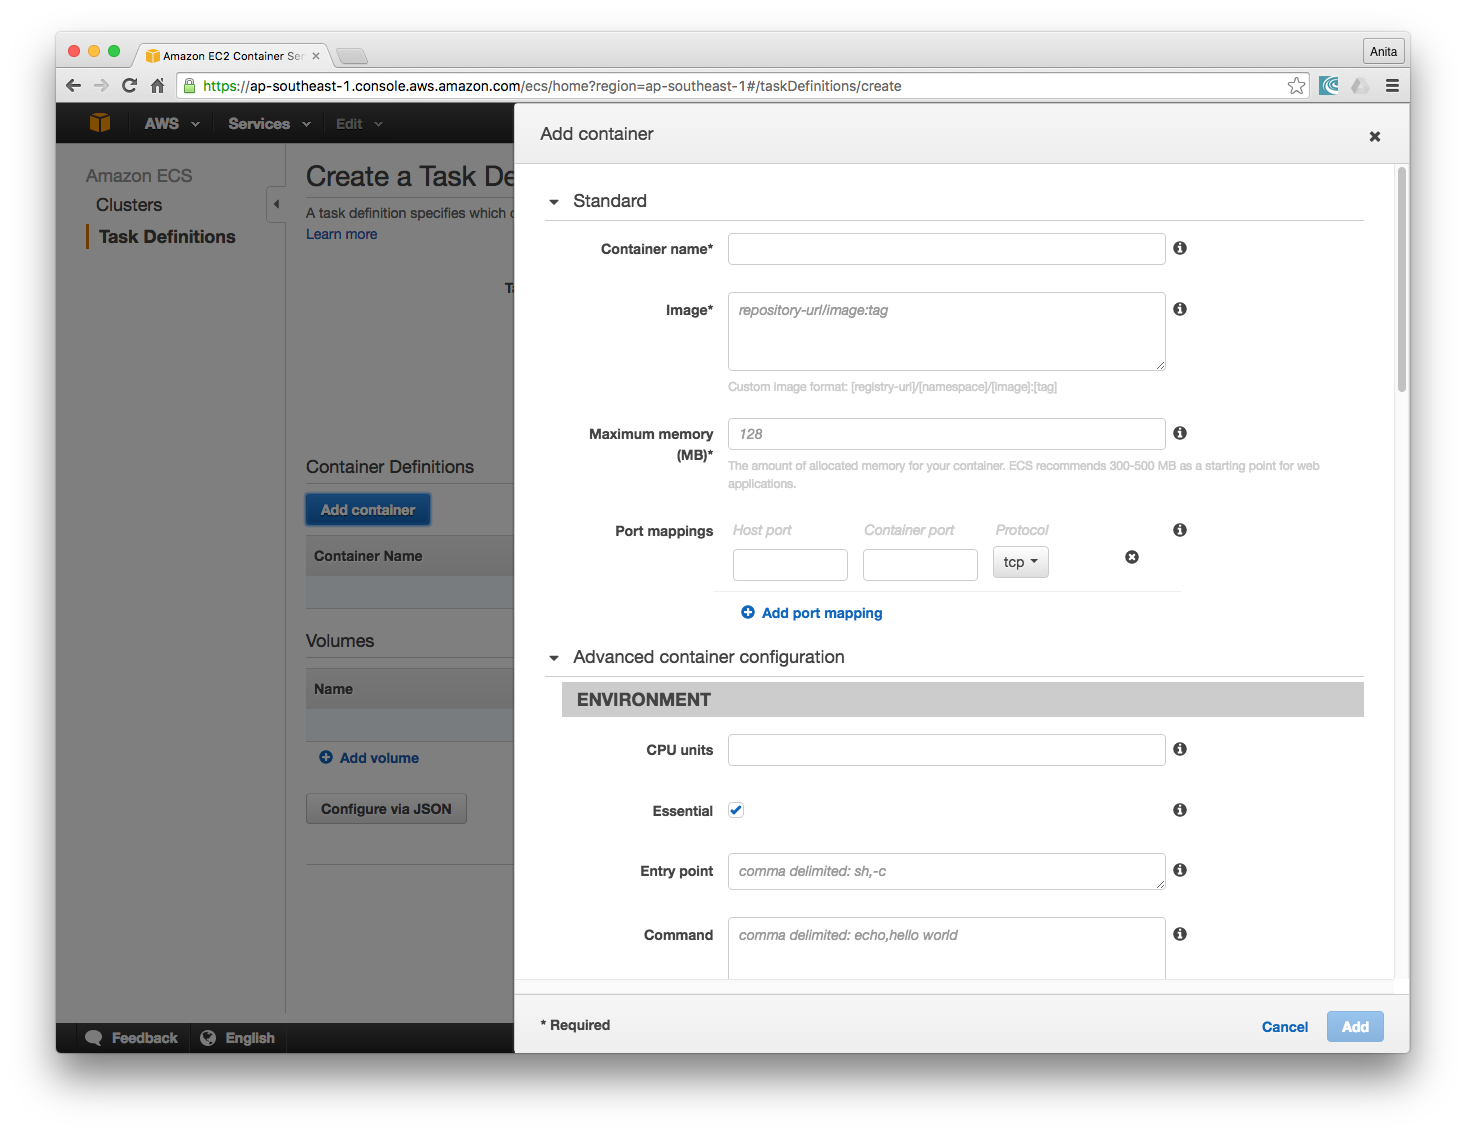 Amazon EC2 Container Ser
Anita
https://ap-southeast-1.console.aws.amazon.com/ecs/home?region=ap-southeast-1#/taskDefinitions/create
AWS Services Edit
Amazon ECS
Clusters
Task Definitions
Create a Task De
A task definition specifies which c
Learn more
Ta
Container Definitions
Add container
Container Name
Volumes
Name
Add volume
Configure via JSON
Feedback English
Add container
Standard
Container name*
Image* repository-url/image:tag
Custom image format: [registry-url]/[namespace]/[image]:[tag]
Maximum memory 128
(MB)*
The amount of allocated memory for your container. ECS recommends 300-500 MB as a starting point for web
applications.
Port mappings Host port Container port Protocol
tcp
Add port mapping
Advanced container configuration
ENVIRONMENT
CPU units
Essential
Entry point comma delimited: sh,-c
Command comma delimited: echo,hello world
* Required
Cancel Add